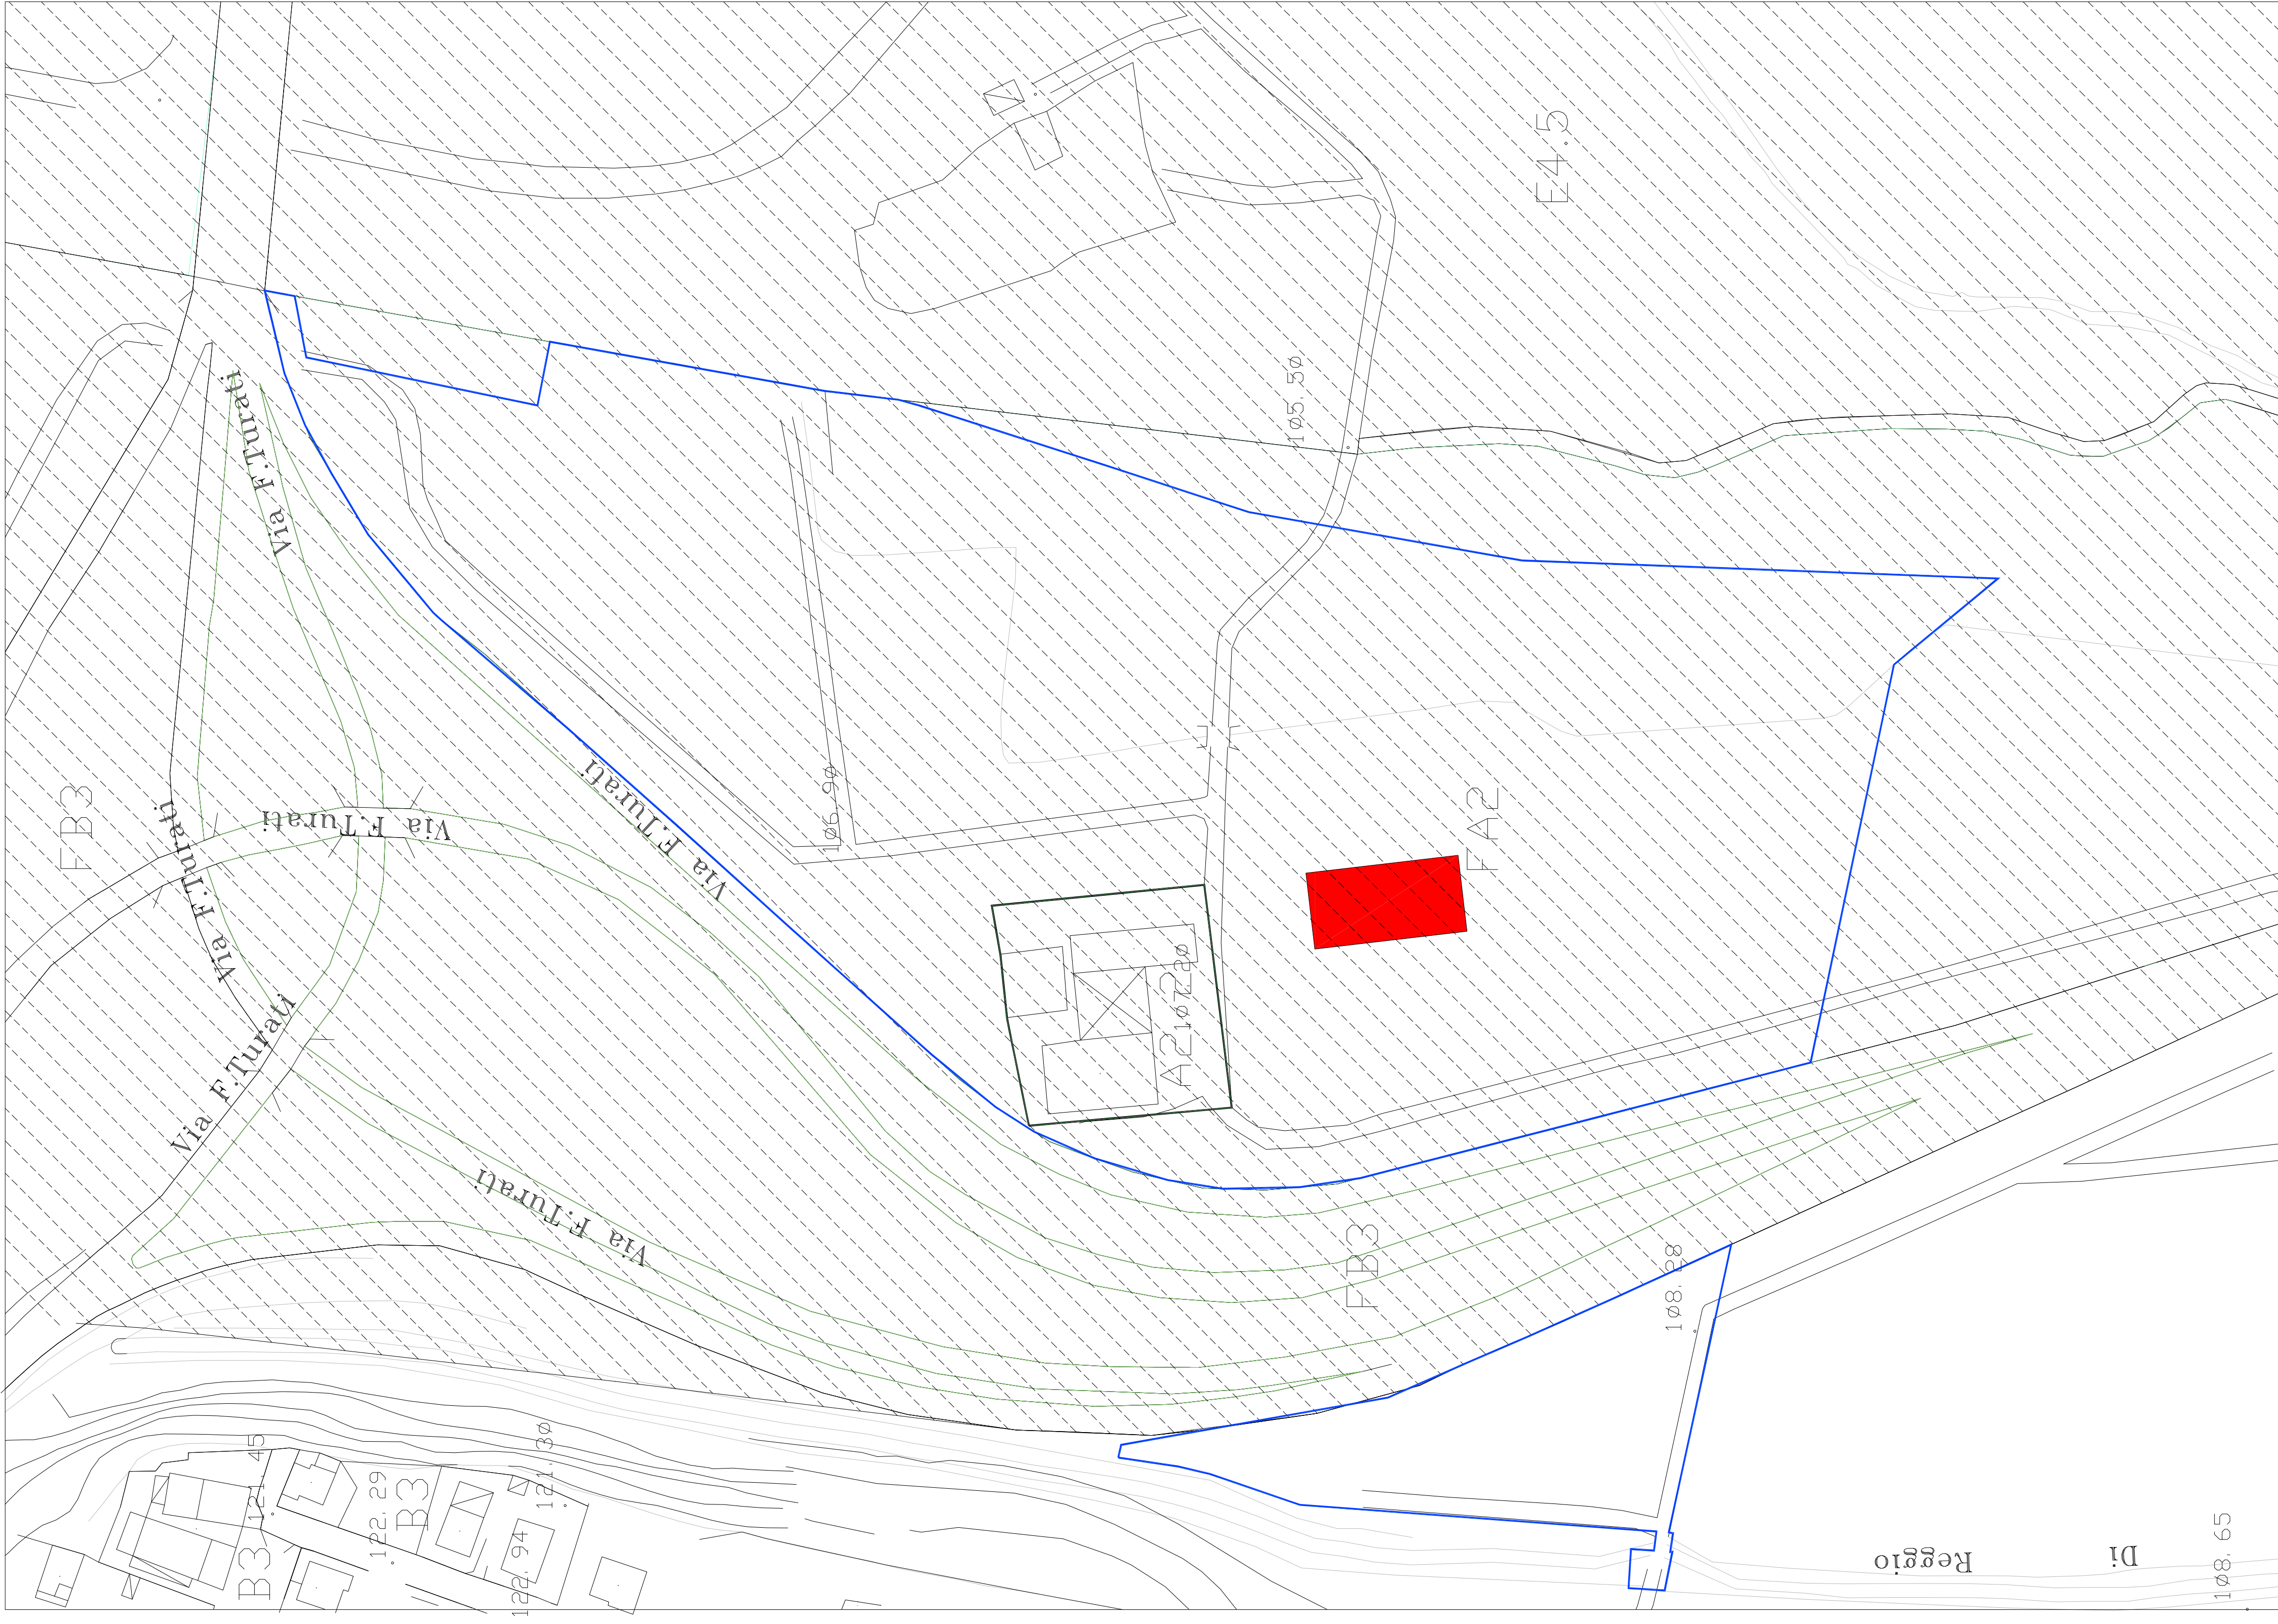 E4.5
105.50
Via F.Turati
FB3
Via F.Turati
Via F.Turati
Via F.Turati
106.99
FA2
A2
107.20
Via F.Turati
Via F.Turati
FB3
108.28
121.45
122.29
B3
121.30
B3
122.94
Reggio
Di
108.65